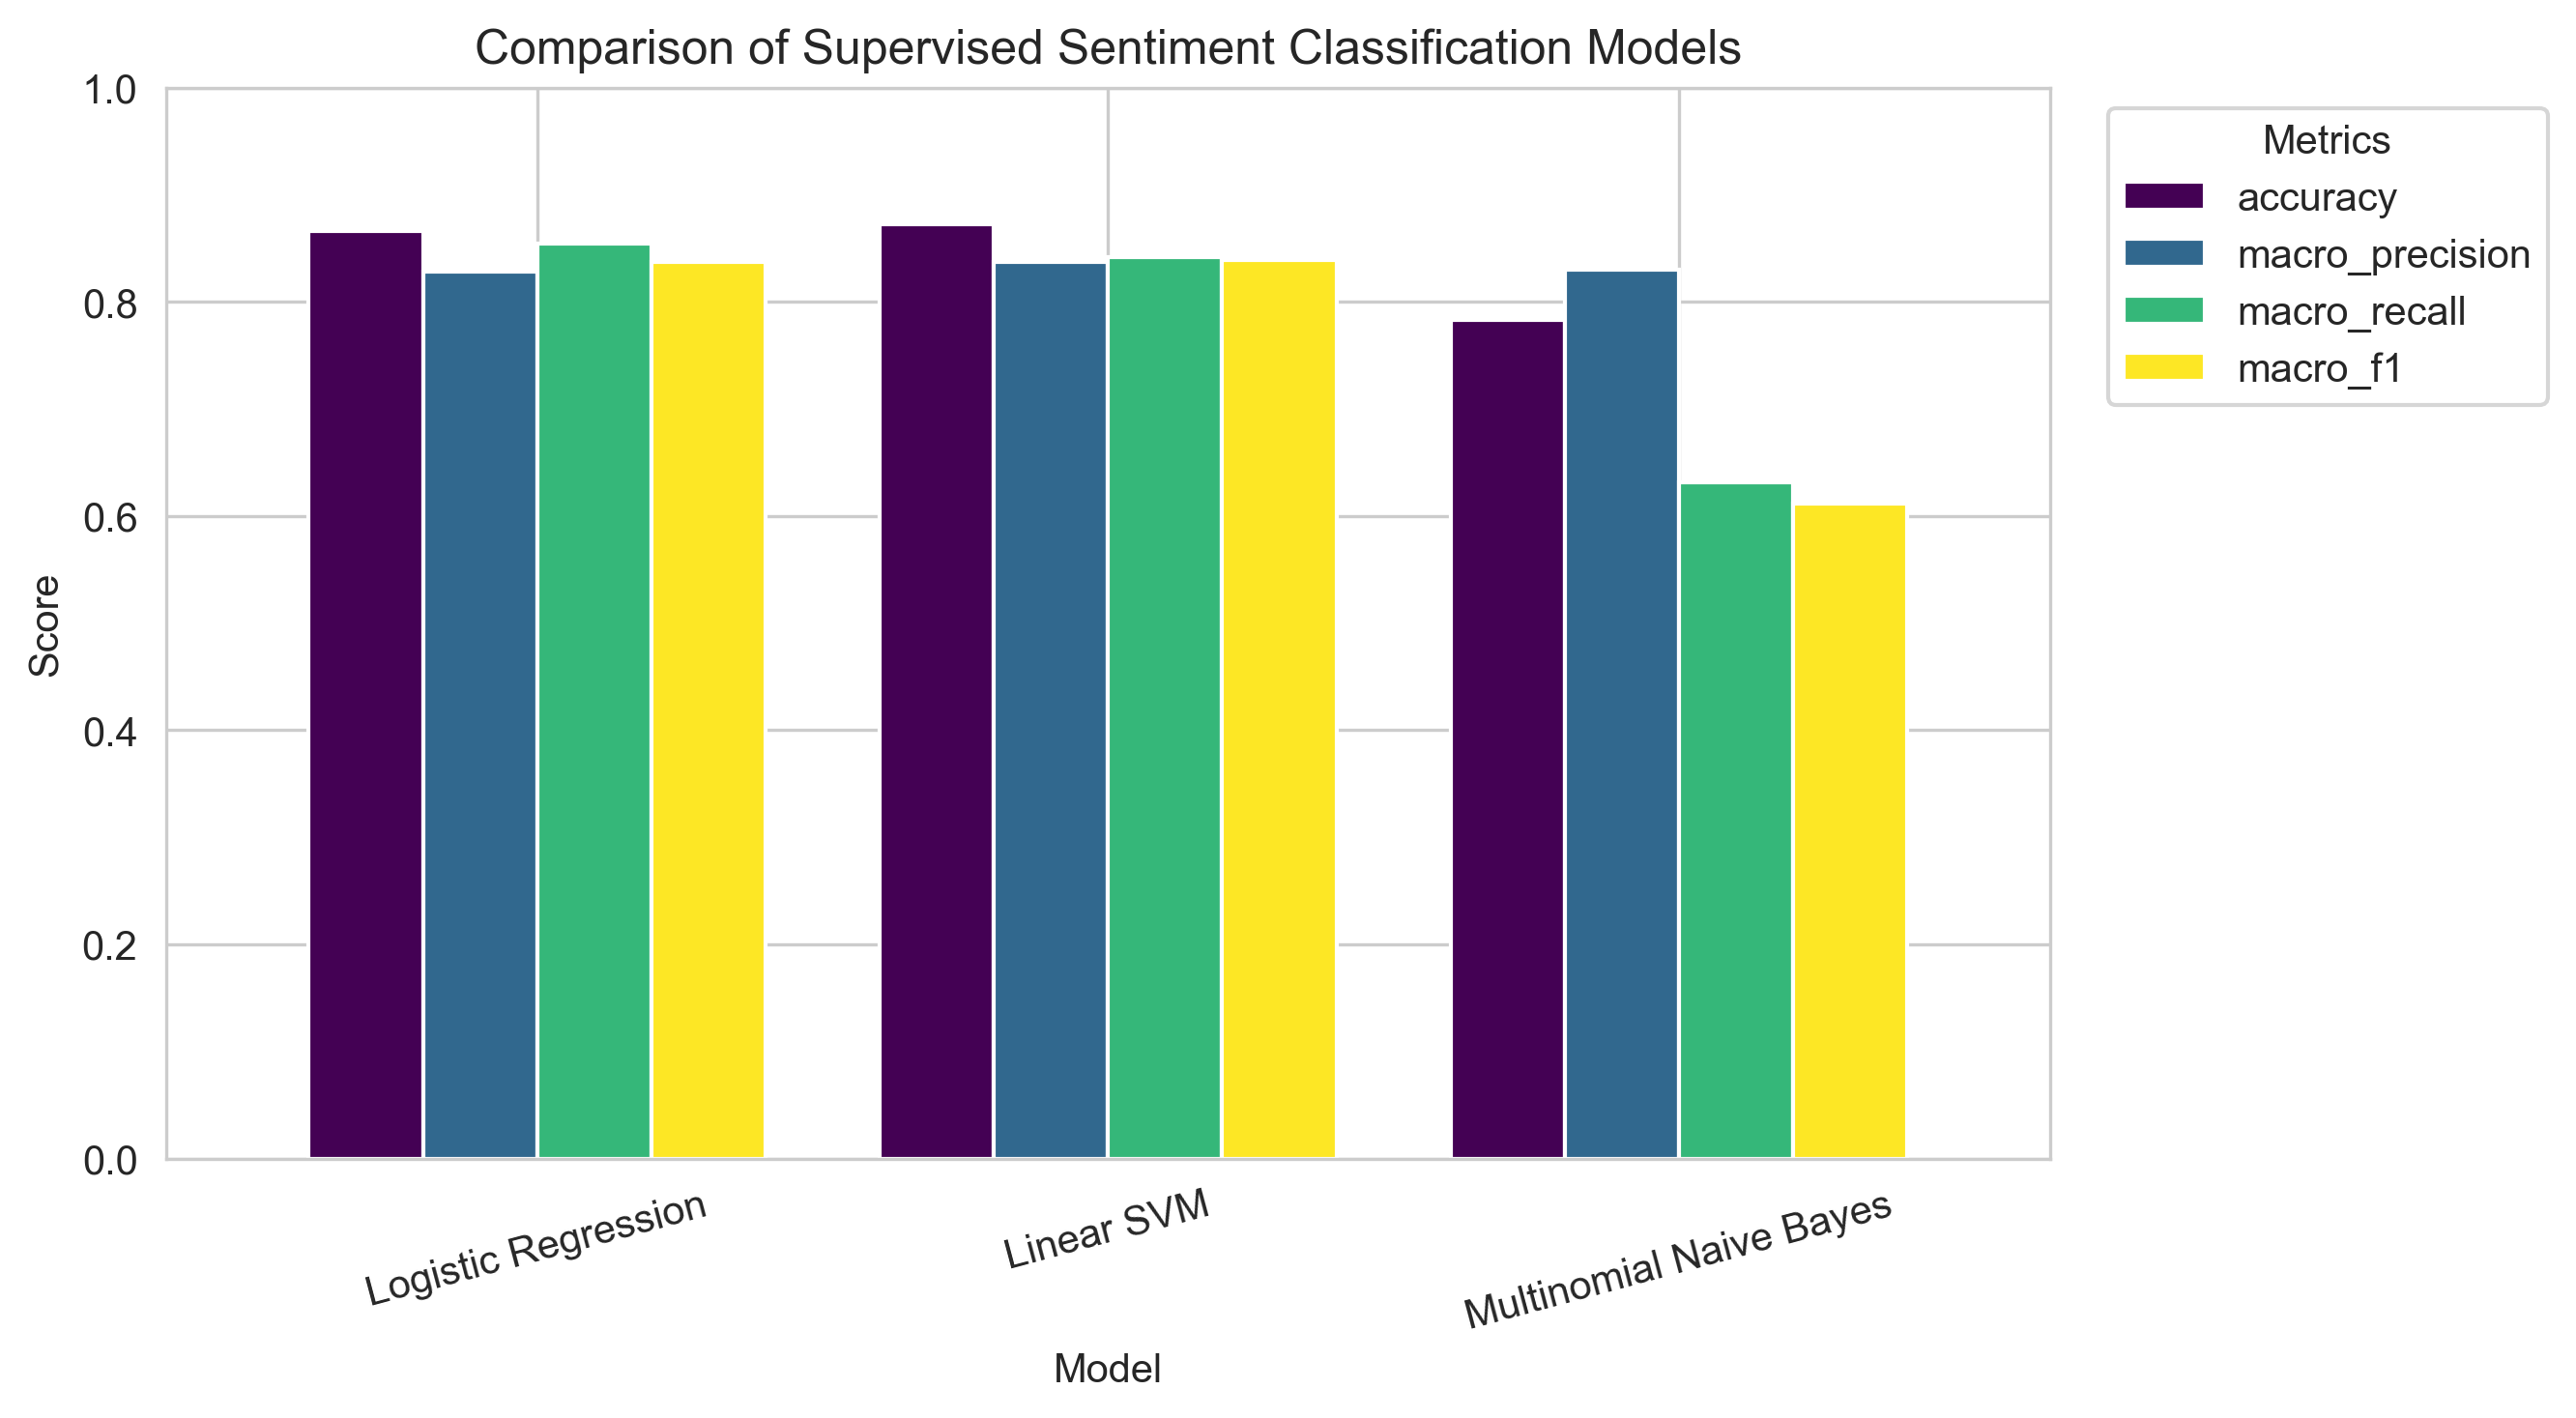 Comparison of Supervised Sentiment Classification Models
1.0
0.8
0.6
0.4
0.2
0.0
Score
Logistic Regression
Linear SVM
Multinomial Naive Bayes
Model
Metrics
accuracy
macro_precision
macro_recall
macro_f1